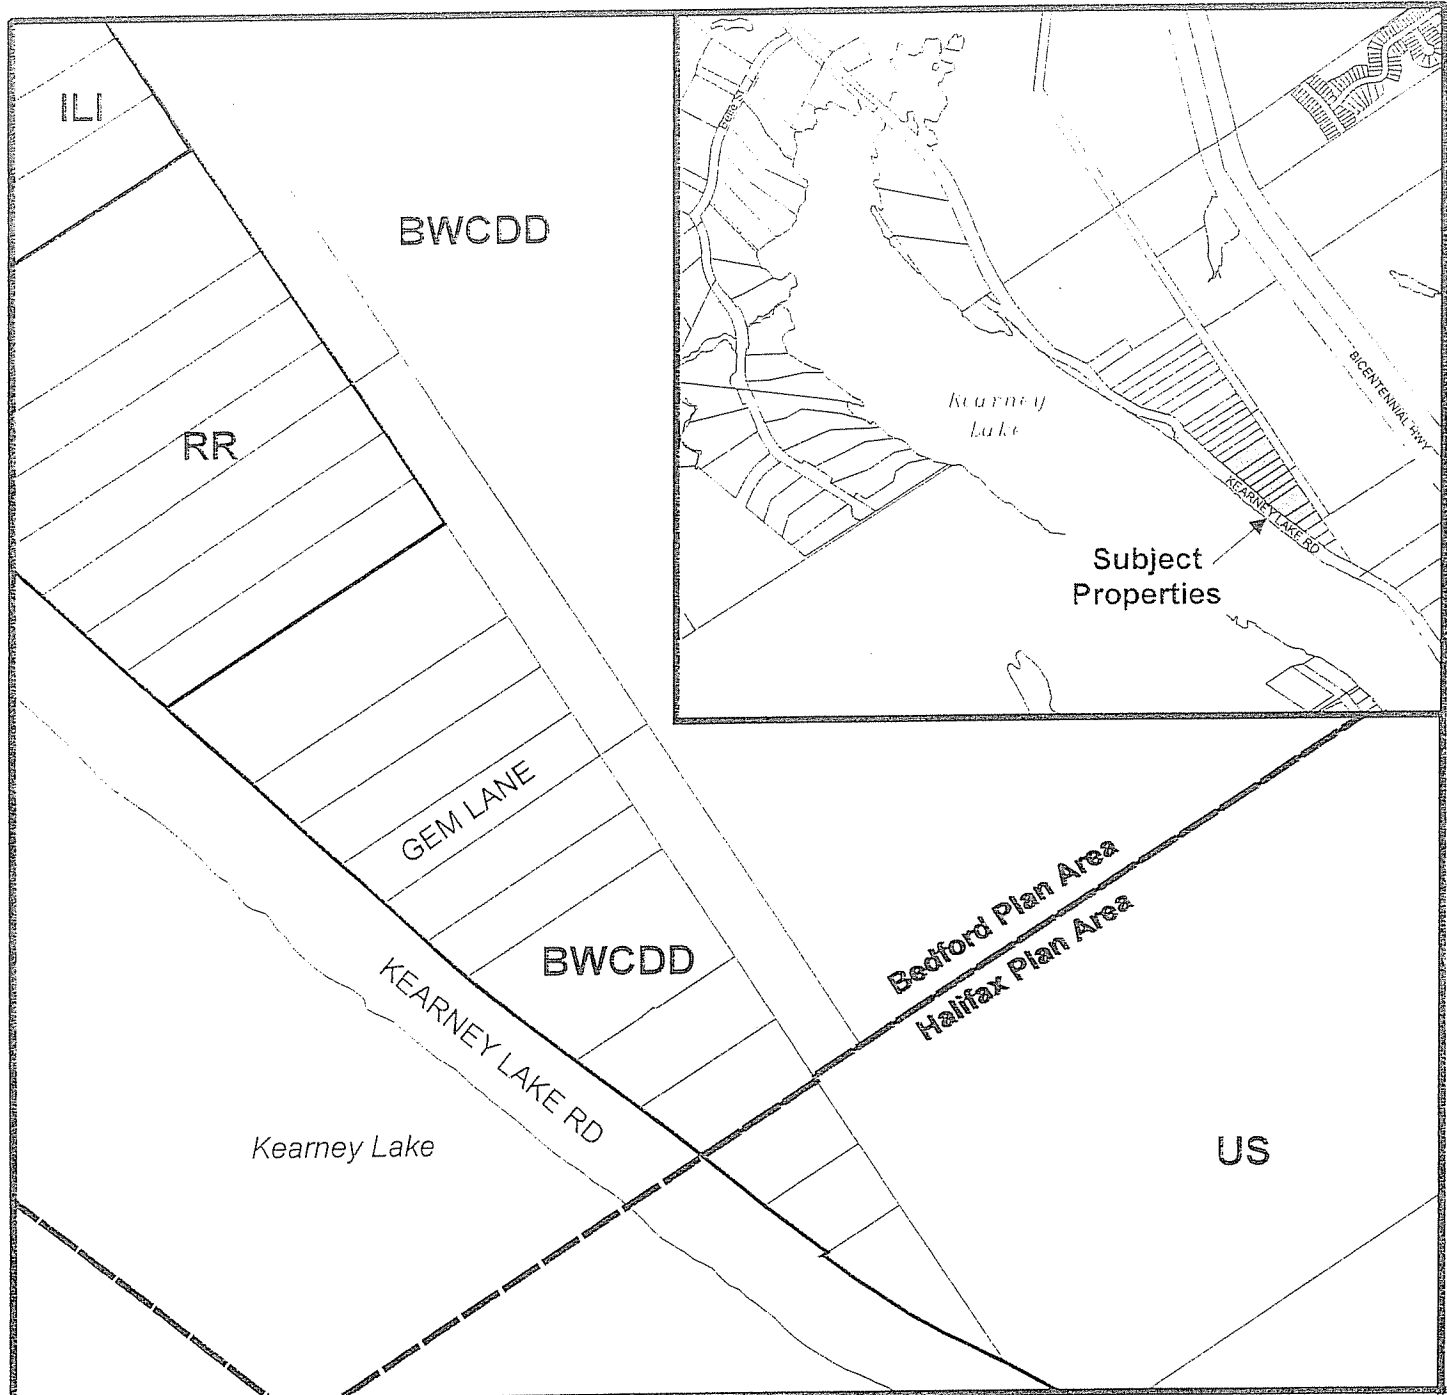 ILI
BWCDD
RR
GEM LANE
BWCDD
KEARNEY LAKE RD
Kearney Lake
Bedford Plan Area
Halifax Plan Area
US
Kearney
Lake
BICENTENNIAL HWY
KEARNEY LAKE RD
Subject
Properties